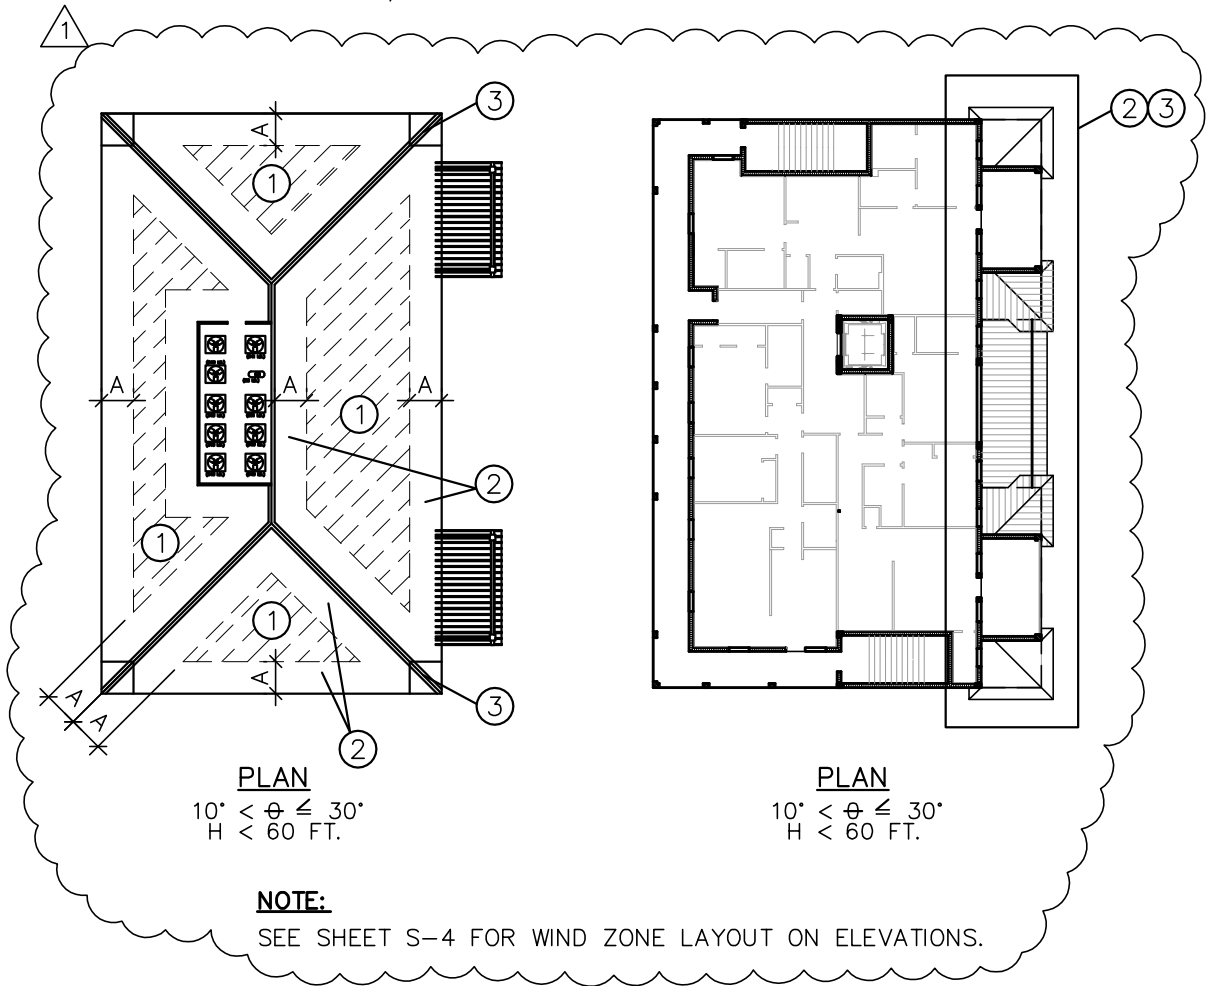 1
3
2 3
A
1
A
A
A
1
1
2
1
A
3
A
A
2
PLAN
10° < θ ≤ 30°
H < 60 FT.
PLAN
10° < θ ≤ 30°
H < 60 FT.
NOTE:
SEE SHEET S-4 FOR WIND ZONE LAYOUT ON ELEVATIONS.